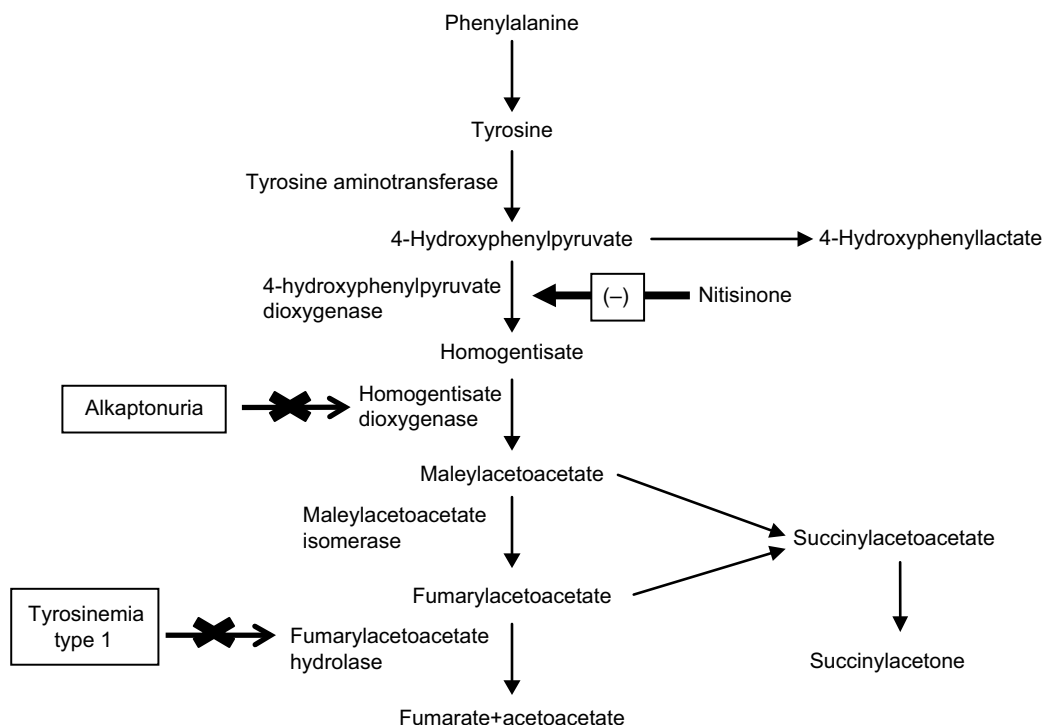 Phenylalanine
Tyrosine
Tyrosine aminotransferase
4-Hydroxyphenylpyruvate
4-Hydroxyphenyllactate
4-hydroxyphenylpyruvate
dioxygenase
(–)
Nitisinone
Homogentisate
Alkaptonuria
Homogentisate
dioxygenase
Maleylacetoacetate
Maleylacetoacetate
isomerase
Succinylacetoacetate
Fumarylacetoacetate
Tyrosinemia
type 1
Fumarylacetoacetate
hydrolase
Succinylacetone
Fumarate+acetoacetate